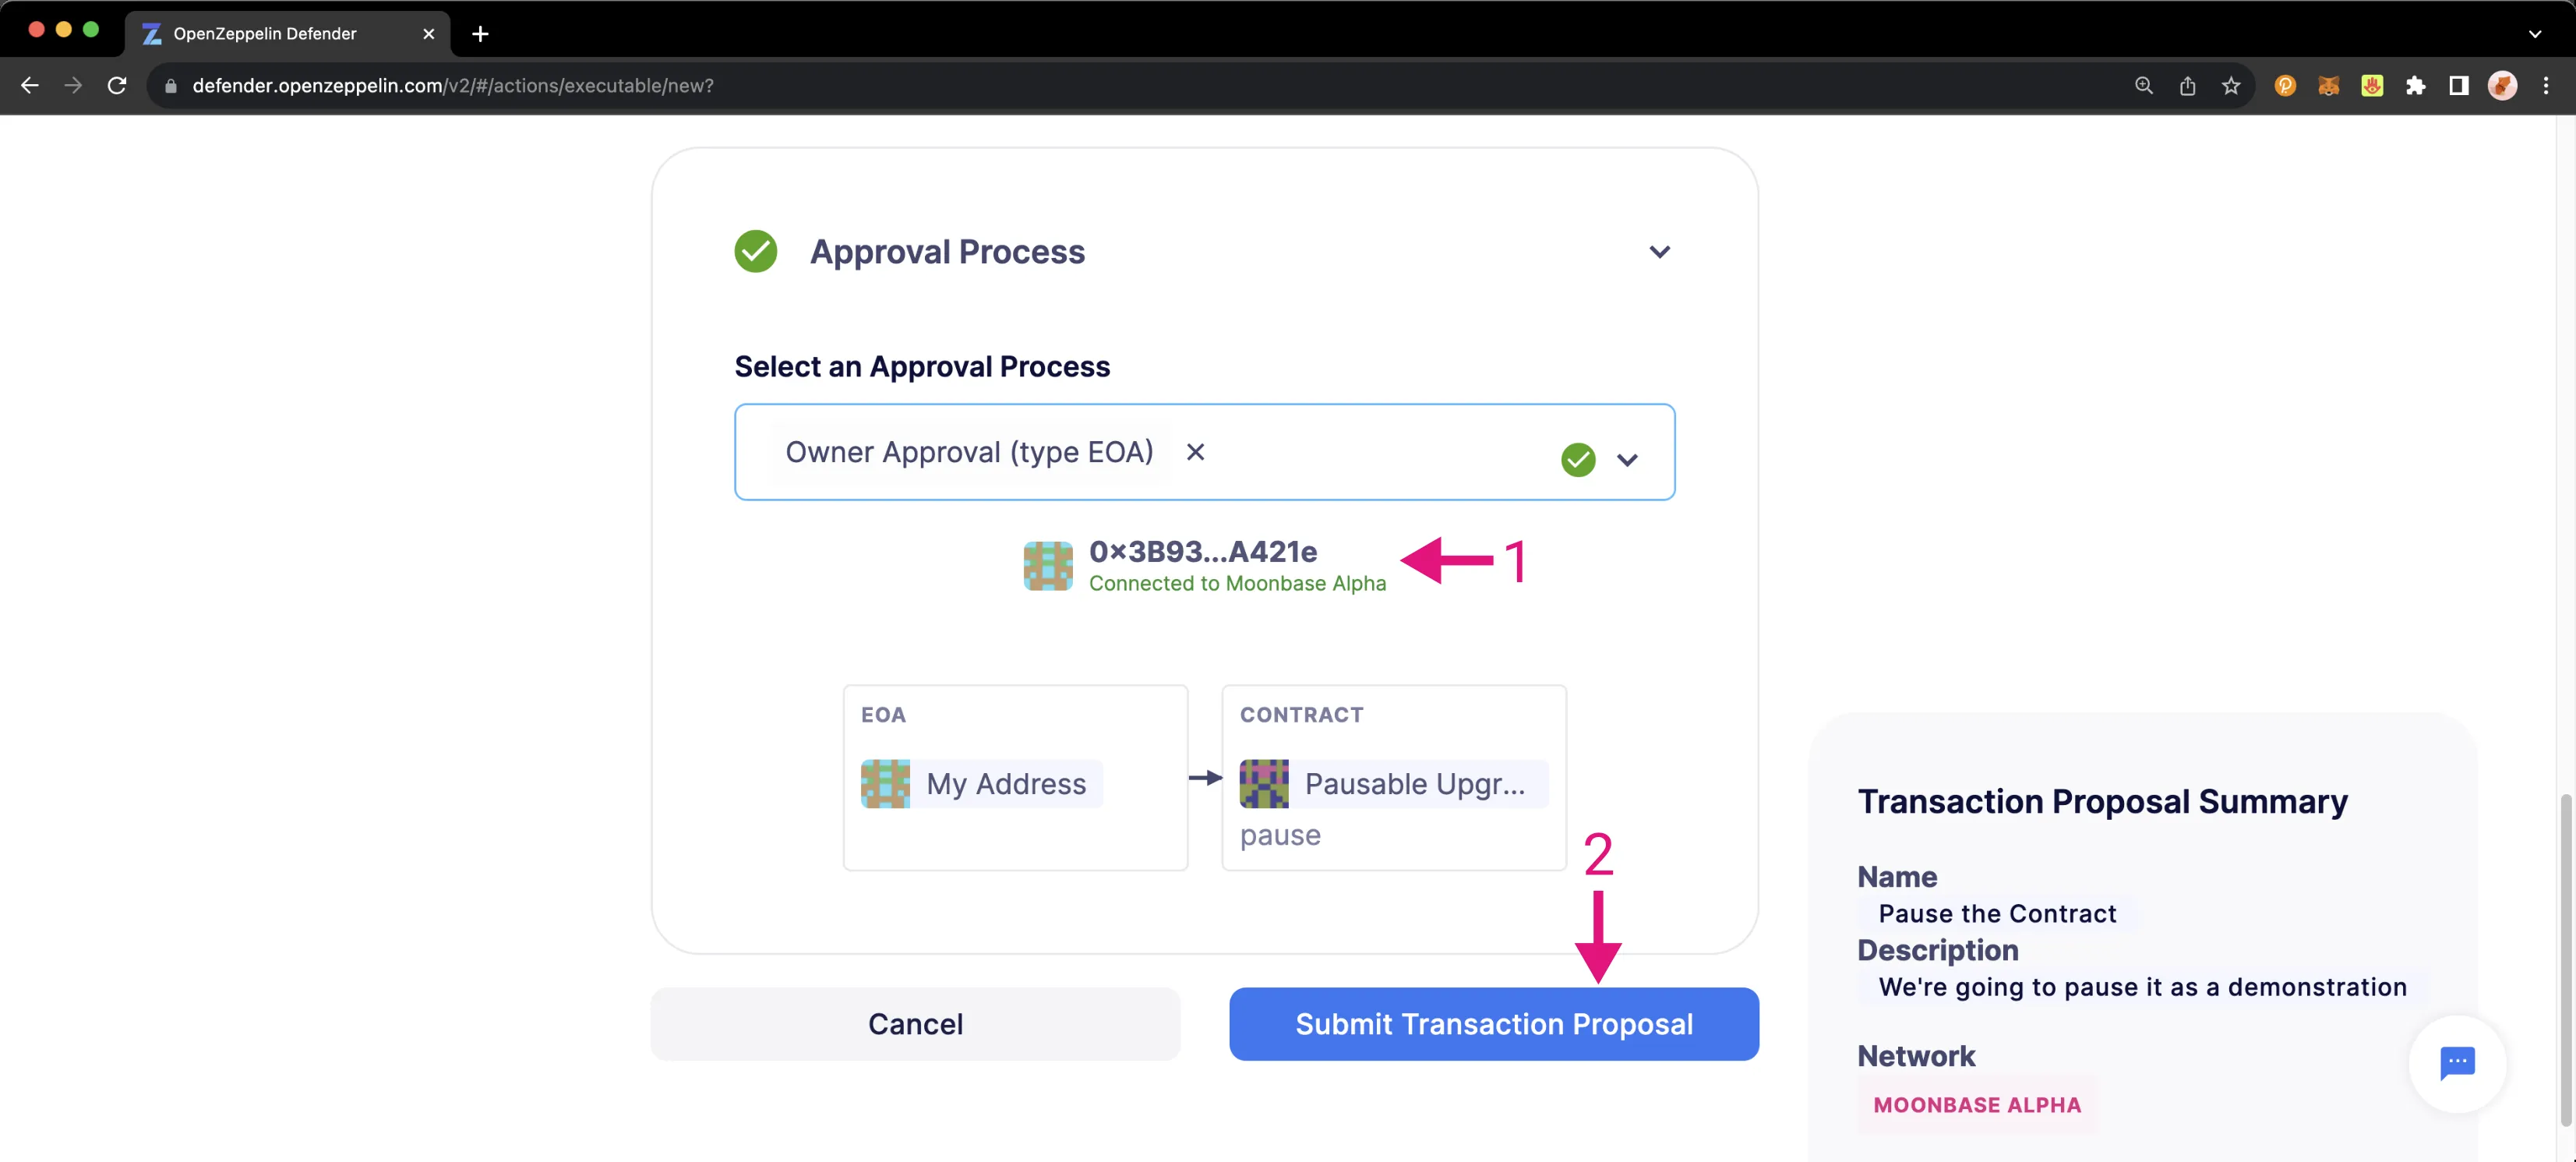 OpenZeppelin Defender
defender.openzeppelin.com/v2/#/actions/executable/new?
Approval Process
Select an Approval Process
Owner Approval (type EOA)
0×3B93...A421e
Connected to Moonbase Alpha
1
EOA
My Address
CONTRACT
Pausable Upgr...
pause
2
Cancel
Submit Transaction Proposal
Transaction Proposal Summary
Name
Pause the Contract
Description
We're going to pause it as a demonstration
Network
MOONBASE ALPHA